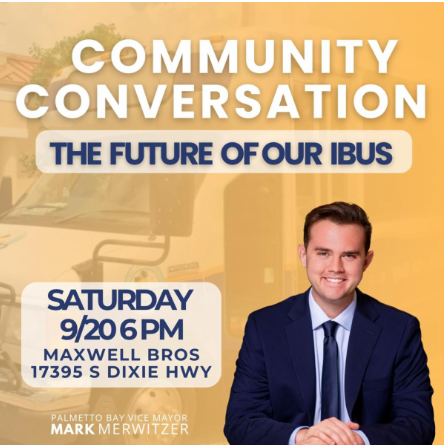 COMMUNITY
CONVERSATION
THE FUTURE OF OUR IBUS
SATURDAY
9/20 6 PM
MAXWELL BROS
17395 S DIXIE HWY
PALMETTO BAY VICE MAYOR
MARK MERWITZER